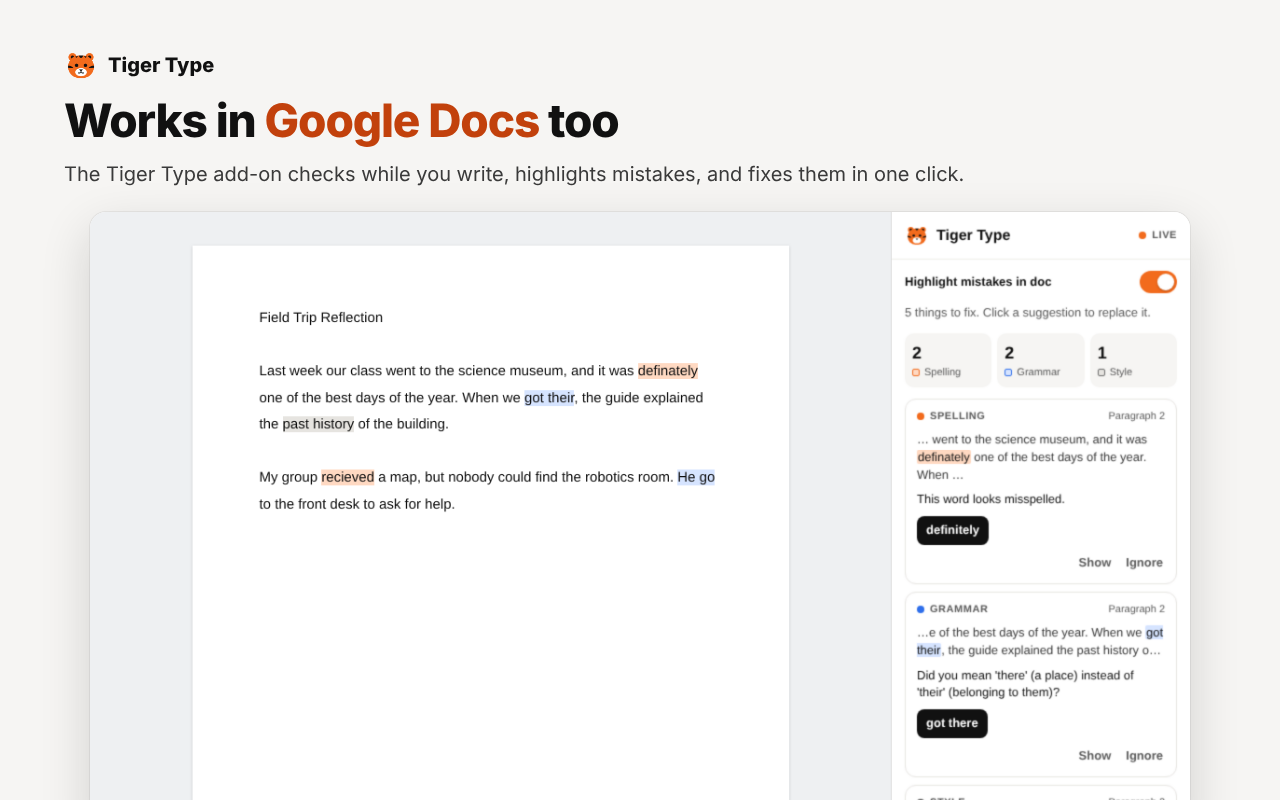 Tiger Type
Works in Google Docs too
The Tiger Type add-on checks while you write, highlights mistakes, and fixes them in one click.
Field Trip Reflection
Last week our class went to the science museum, and it was definately
one of the best days of the year. When we got their, the guide explained
the past history of the building.
My group recieved a map, but nobody could find the robotics room. He go
to the front desk to ask for help.
Tiger Type
LIVE
Highlight mistakes in doc
5 things to fix. Click a suggestion to replace it.
2
Spelling
2
Grammar
1
Style
SPELLING
Paragraph 2
… went to the science museum, and it was
definately one of the best days of the year.
When …
This word looks misspelled.
definitely
Show
Ignore
GRAMMAR
Paragraph 2
…e of the best days of the year. When we got
their, the guide explained the past history o…
Did you mean 'there' (a place) instead of
'their' (belonging to them)?
got there
Show
Ignore